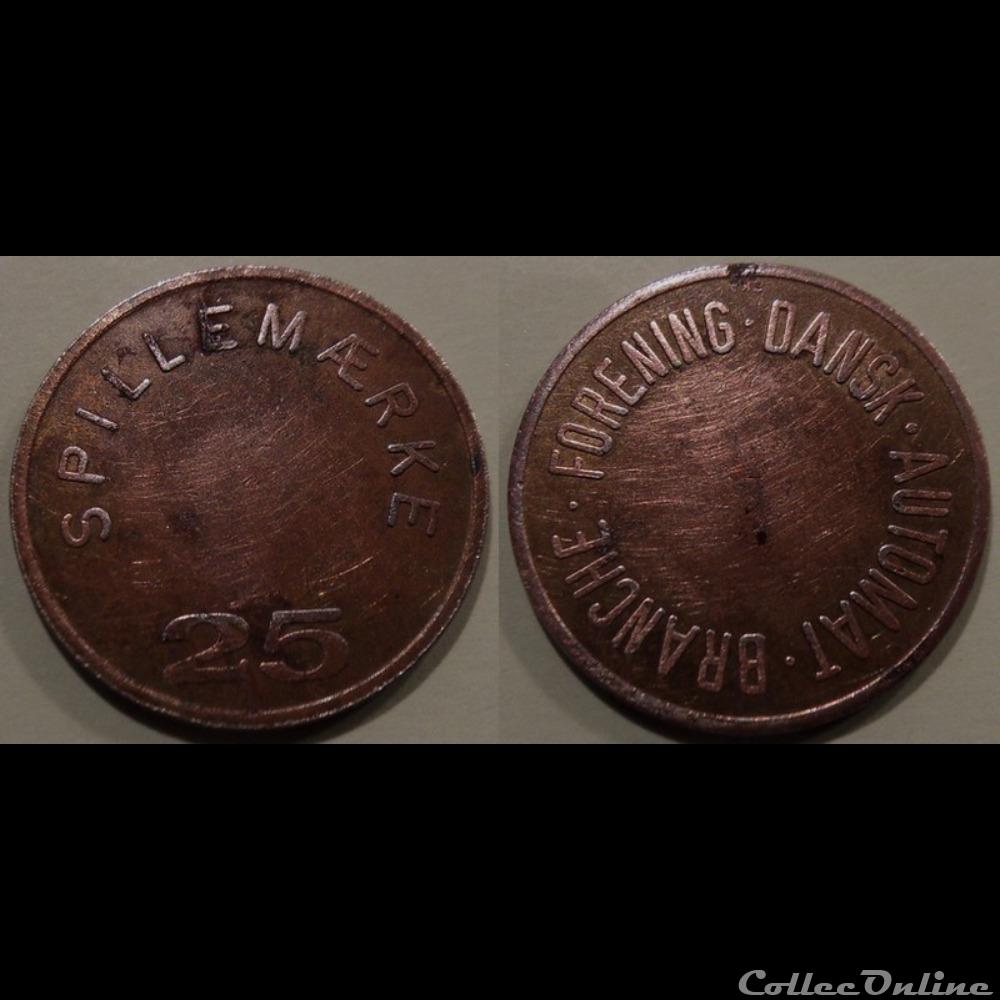 SPILLEMÆRKE
25
DANSK · AUTOMAT · BRANCHE · FORENING ·
CollecOnline